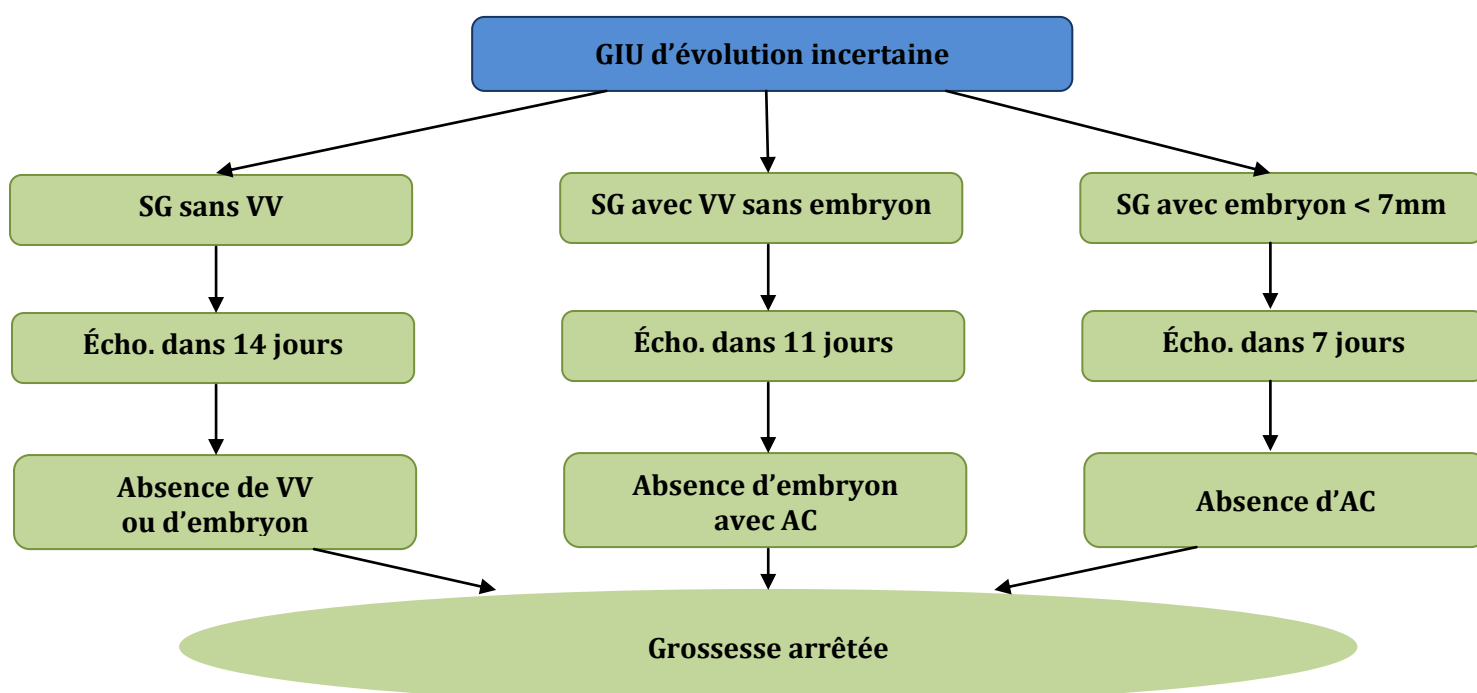 GIU d’évolution incertaine
SG sans VV
SG avec VV sans embryon
SG avec embryon < 7mm
Écho. dans 14 jours
Écho. dans 11 jours
Écho. dans 7 jours
Absence de VV
ou d’embryon
Absence d’embryon
avec AC
Absence d’AC
Grossesse arrêtée